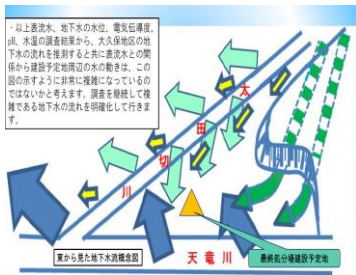 ・以上表流水、地下水の水位、電気伝導度、
pH、水温の調査結果から、大久保地区の地
下水の流れを推測すると共に表流水との関
係から建設予定地周辺の水の動きは、この
図の示すように非常に複雑になっているの
ではないかと考えます。調査を継続して複
雑である地下水の流れを明確化して行きま
す。
太
田
切
川
東から見た地下水流概念図
天竜川
最終処分場建設予定地